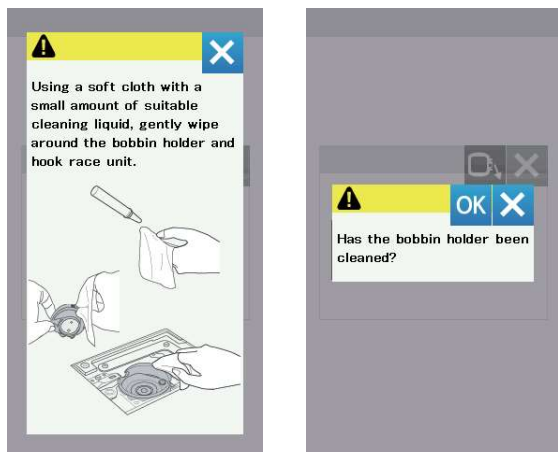 Using a soft cloth with a
small amount of suitable
cleaning liquid, gently wipe
around the bobbin holder and
hook race unit.
OK
Has the bobbin holder been
cleaned?